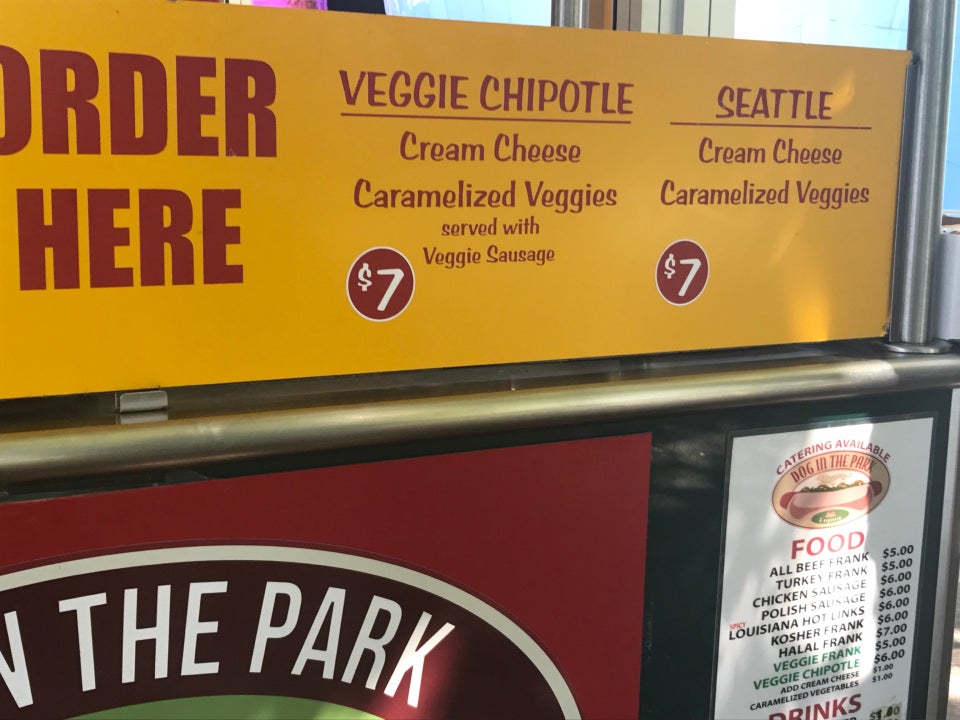 ORDER
HERE
VEGGIE CHIPOTLE
Cream Cheese
Caramelized Veggies
served with
Veggie Sausage
$7
SEATTLE
Cream Cheese
Caramelized Veggies
$7
N THE PARK
CATERING AVAILABLE
DOG IN THE PARK
FOOD
ALL BEEF FRANK $5.00
TURKEY FRANK $5.00
CHICKEN SAUSAGE $6.00
POLISH SAUSAGE $6.00
SPICY LOUISIANA HOT LINKS $6.00
KOSHER FRANK $6.00
HALAL FRANK $7.00
VEGGIE FRANK $5.00
VEGGIE CHIPOTLE $6.00
ADD CREAM CHEESE $1.00
CARAMELIZED VEGETABLES $1.00
DRINKS